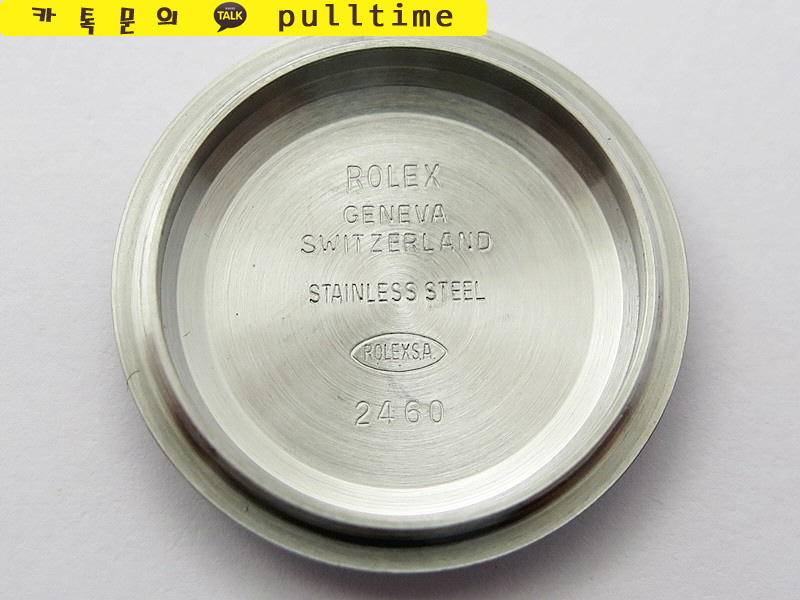 카톡문의 TALK pulltime
ROLEX
GENEVA
SWITZERLAND
STAINLESS STEEL
ROLEX S.A.
2460